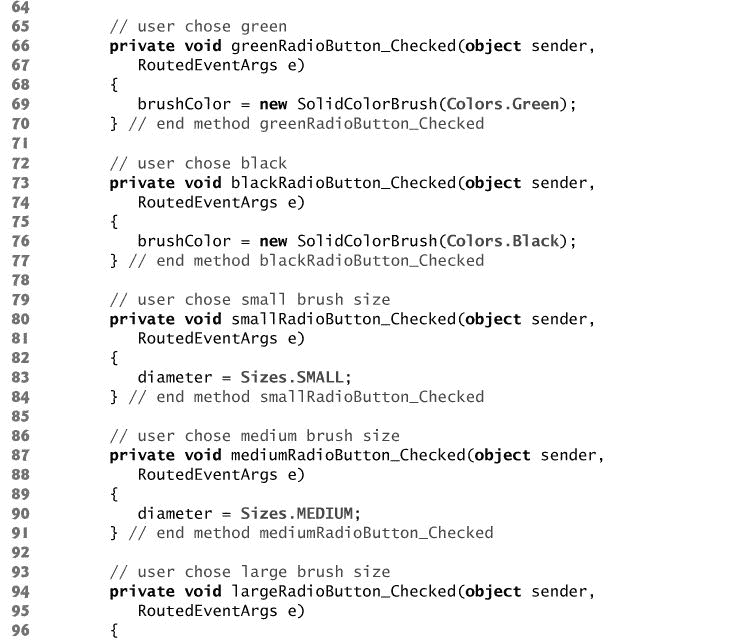 64
65 // user chose green
66 private void greenRadioButton_Checked(object sender,
67 RoutedEventArgs e)
68 {
69 brushColor = new SolidColorBrush(Colors.Green);
70 } // end method greenRadioButton_Checked
71
72 // user chose black
73 private void blackRadioButton_Checked(object sender,
74 RoutedEventArgs e)
75 {
76 brushColor = new SolidColorBrush(Colors.Black);
77 } // end method blackRadioButton_Checked
78
79 // user chose small brush size
80 private void smallRadioButton_Checked(object sender,
81 RoutedEventArgs e)
82 {
83 diameter = Sizes.SMALL;
84 } // end method smallRadioButton_Checked
85
86 // user chose medium brush size
87 private void mediumRadioButton_Checked(object sender,
88 RoutedEventArgs e)
89 {
90 diameter = Sizes.MEDIUM;
91 } // end method mediumRadioButton_Checked
92
93 // user chose large brush size
94 private void largeRadioButton_Checked(object sender,
95 RoutedEventArgs e)
96 {